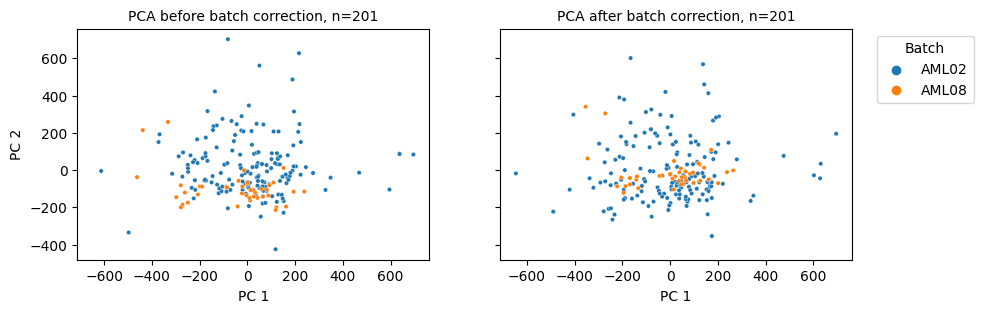 PCA before batch correction, n=201
PCA after batch correction, n=201
PC 2
600
400
200
0
−200
−400
−600 −400 −200 0 200 400 600
PC 1
−600 −400 −200 0 200 400 600
PC 1
Batch
AML02
AML08